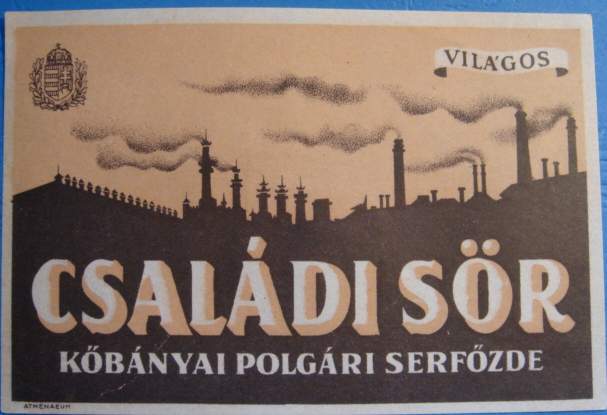 VILÁGOS
CSALÁDI SÖR
KŐBÁNYAI POLGÁRI SERFŐZDE
ATHENAEUM